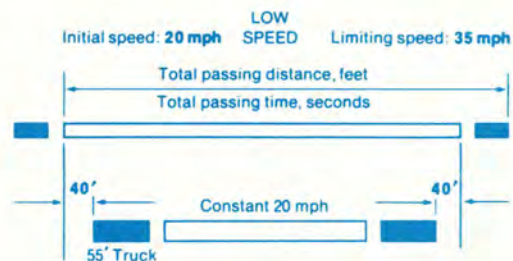 LOW
SPEED
Initial speed: 20 mph
Limiting speed: 35 mph
Total passing distance, feet
Total passing time, seconds
40′
Constant 20 mph
40′
55′ Truck